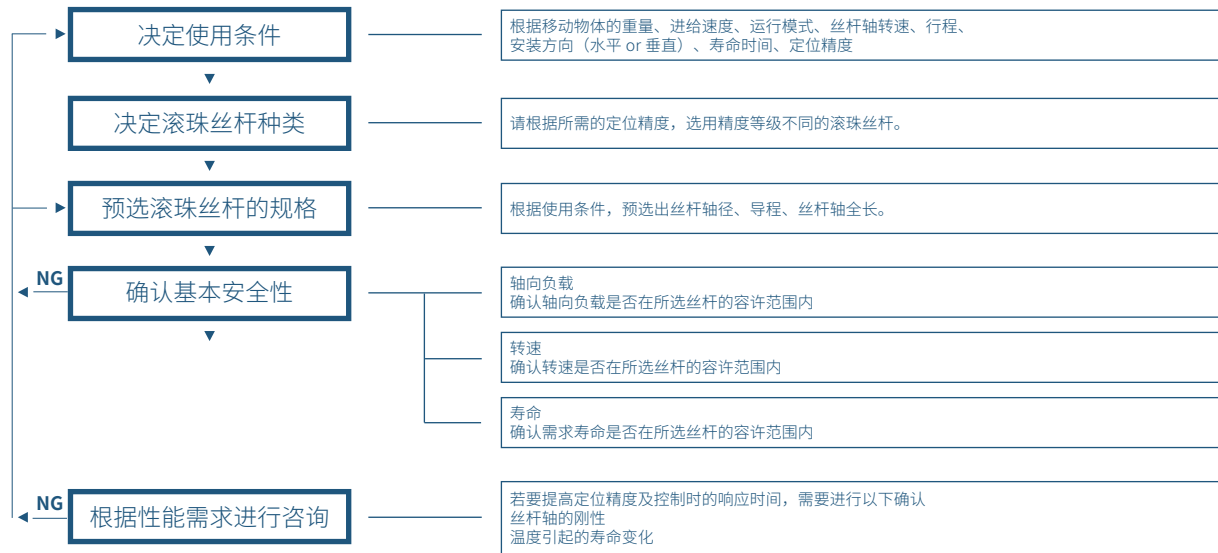 决定使用条件
根据移动物体的重量、进给速度、运行模式、丝杆轴转速、行程、
安装方向（水平 or 垂直）、寿命时间、定位精度
决定滚珠丝杆种类
请根据所需的定位精度，选用精度等级不同的滚珠丝杆。
预选滚珠丝杆的规格
根据使用条件，预选出丝杆轴径、导程、丝杆轴全长。
NG
确认基本安全性
轴向负载
确认轴向负载是否在所选丝杆的容许范围内
转速
确认转速是否在所选丝杆的容许范围内
寿命
确认需求寿命是否在所选丝杆的容许范围内
NG
根据性能需求进行咨询
若要提高定位精度及控制时的响应时间，需要进行以下确认
丝杆轴的刚性
温度引起的寿命变化